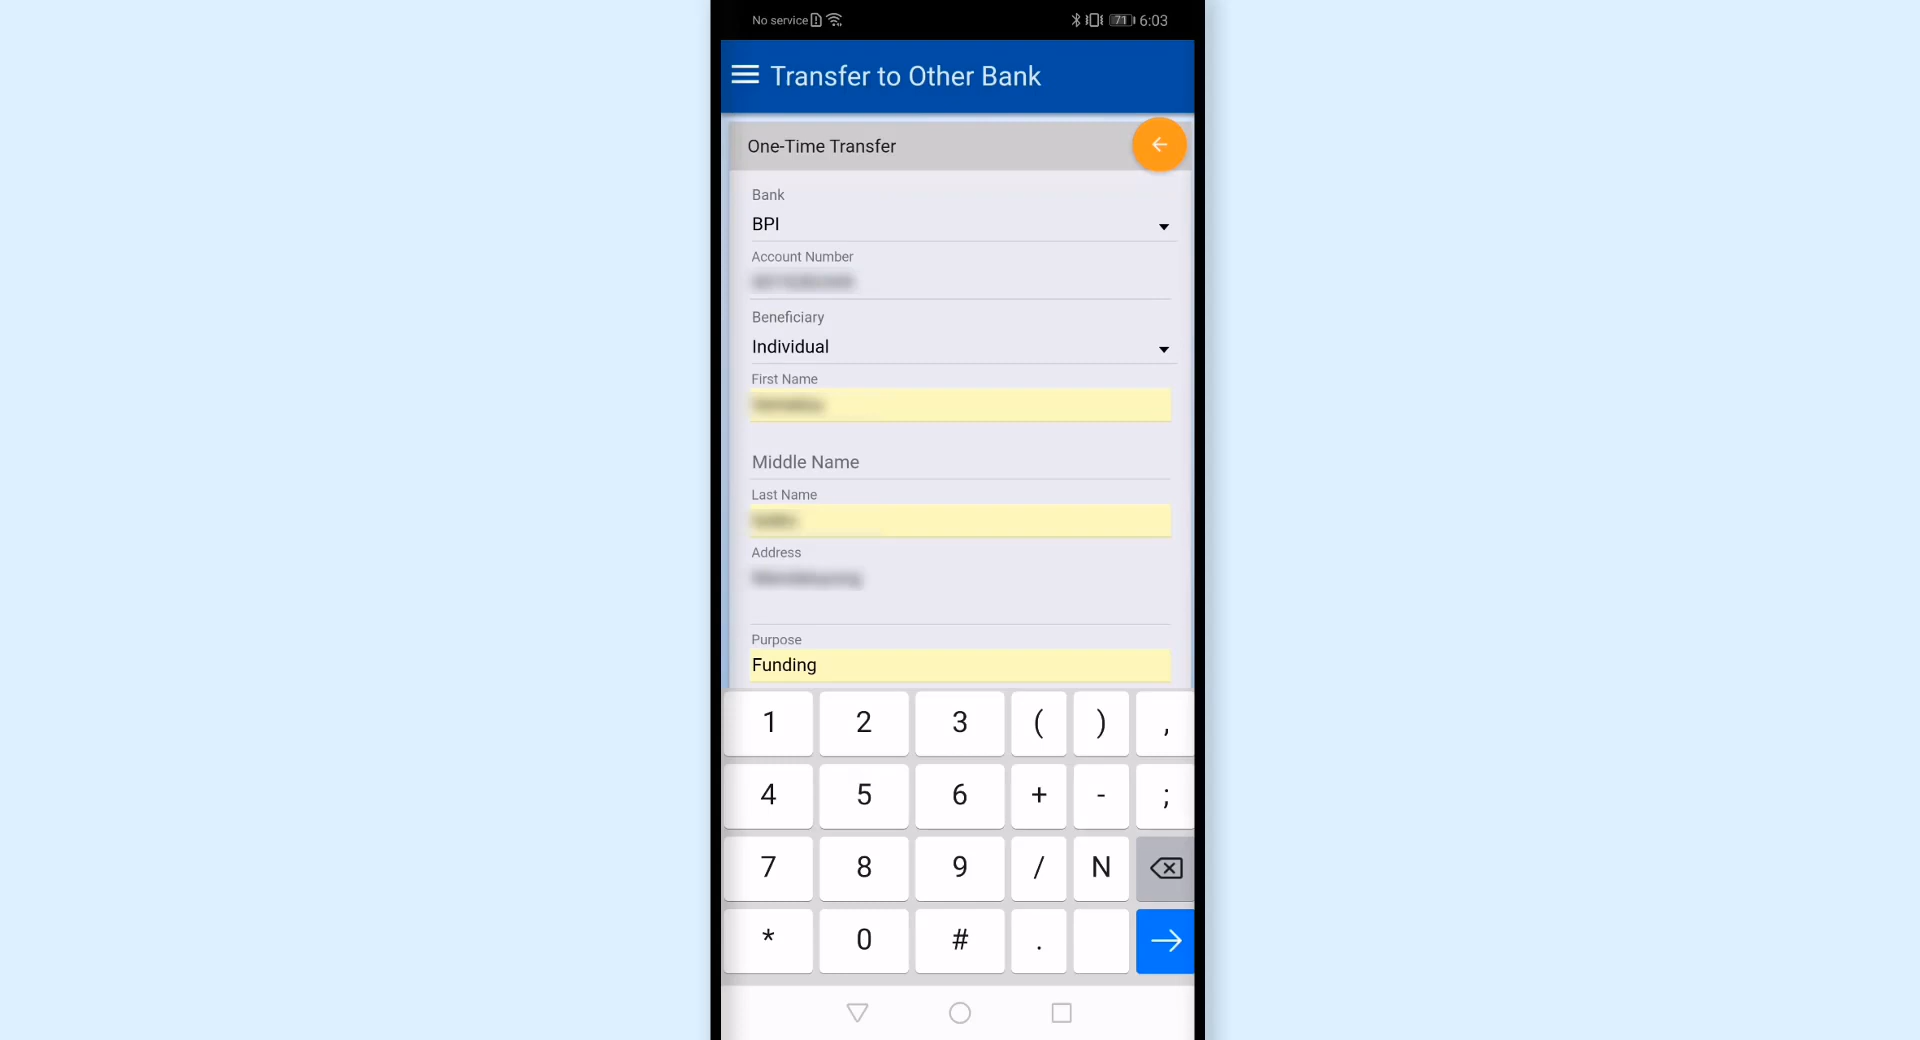 No service
71 6:03
Transfer to Other Bank
One-Time Transfer
Bank
BPI
Account Number
Beneficiary
Individual
First Name
Middle Name
Last Name
Address
Purpose
Funding
1 2 3 ( ) ,
4 5 6 + - ;
7 8 9 / N
* 0 # .